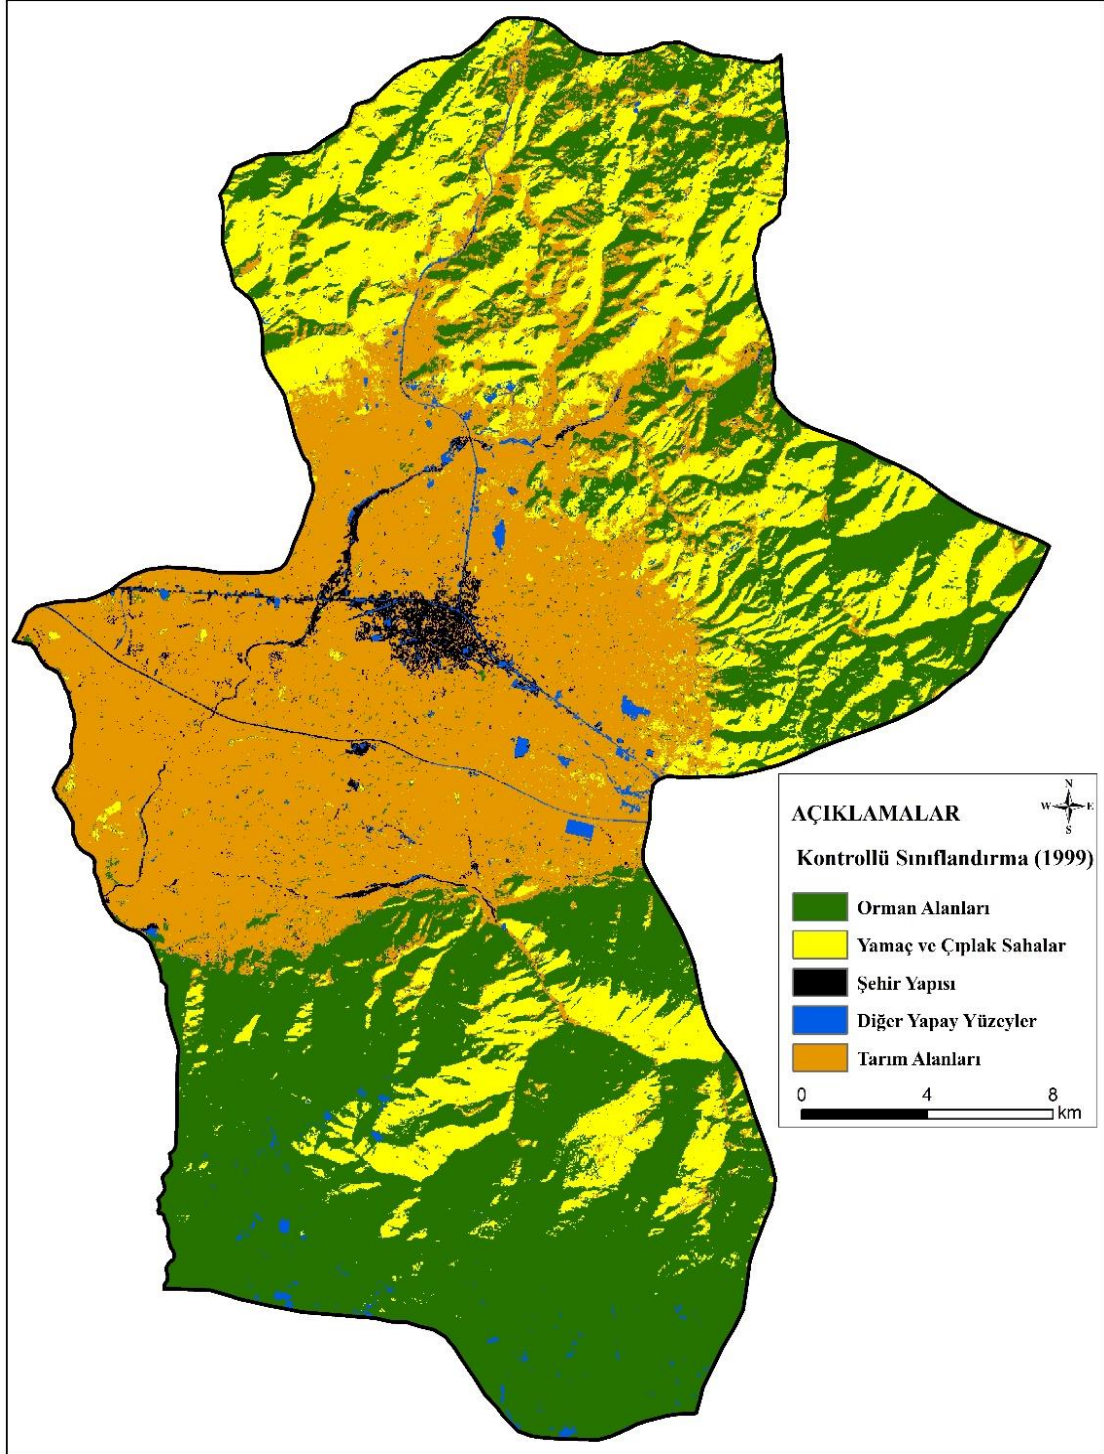 N
W E
S
AÇIKLAMALAR
Kontrollü Sınıflandırma (1999)
Orman Alanları
Yamaç ve Çıplak Sahalar
Şehir Yapısı
Diğer Yapay Yüzeyler
Tarım Alanları
0 4 8
km